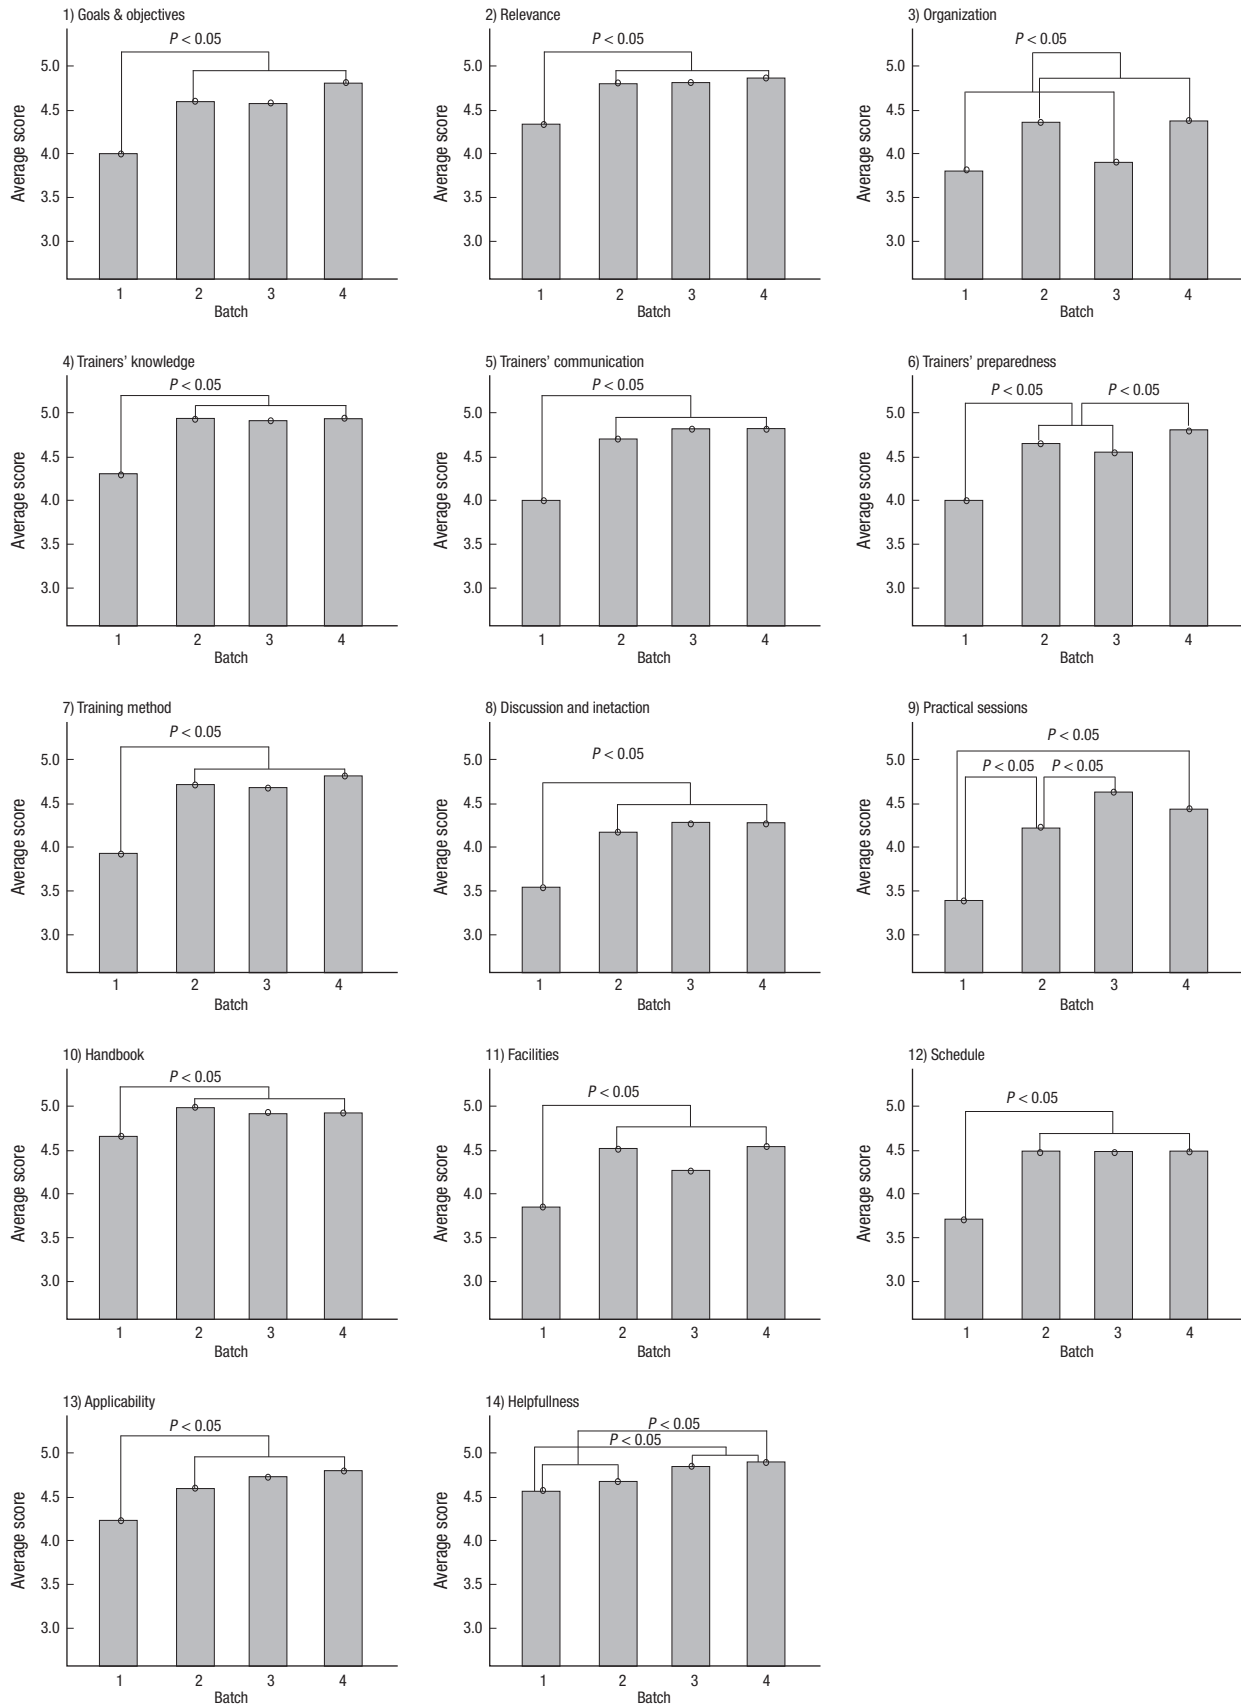 1) Goals & objectives
P < 0.05
5.0
4.5
4.0
3.5
3.0
Average score
1 2 3 4
Batch
2) Relevance
P < 0.05
5.0
4.5
4.0
3.5
3.0
Average score
1 2 3 4
Batch
3) Organization
P < 0.05
5.0
4.5
4.0
3.5
3.0
Average score
1 2 3 4
Batch
4) Trainers’ knowledge
P < 0.05
5.0
4.5
4.0
3.5
3.0
Average score
1 2 3 4
Batch
5) Trainers’ communication
P < 0.05
5.0
4.5
4.0
3.5
3.0
Average score
1 2 3 4
Batch
6) Trainers’ preparedness
P < 0.05 P < 0.05
5.0
4.5
4.0
3.5
3.0
Average score
1 2 3 4
Batch
7) Training method
P < 0.05
5.0
4.5
4.0
3.5
3.0
Average score
1 2 3 4
Batch
8) Discussion and inetaction
P < 0.05
5.0
4.5
4.0
3.5
3.0
Average score
1 2 3 4
Batch
9) Practical sessions
P < 0.05
P < 0.05 P < 0.05
5.0
4.5
4.0
3.5
3.0
Average score
1 2 3 4
Batch
10) Handbook
P < 0.05
5.0
4.5
4.0
3.5
3.0
Average score
1 2 3 4
Batch
11) Facilities
P < 0.05
5.0
4.5
4.0
3.5
3.0
Average score
1 2 3 4
Batch
12) Schedule
P < 0.05
5.0
4.5
4.0
3.5
3.0
Average score
1 2 3 4
Batch
13) Applicability
P < 0.05
5.0
4.5
4.0
3.5
3.0
Average score
1 2 3 4
Batch
14) Helpfullness
P < 0.05
P < 0.05
5.0
4.5
4.0
3.5
3.0
Average score
1 2 3 4
Batch